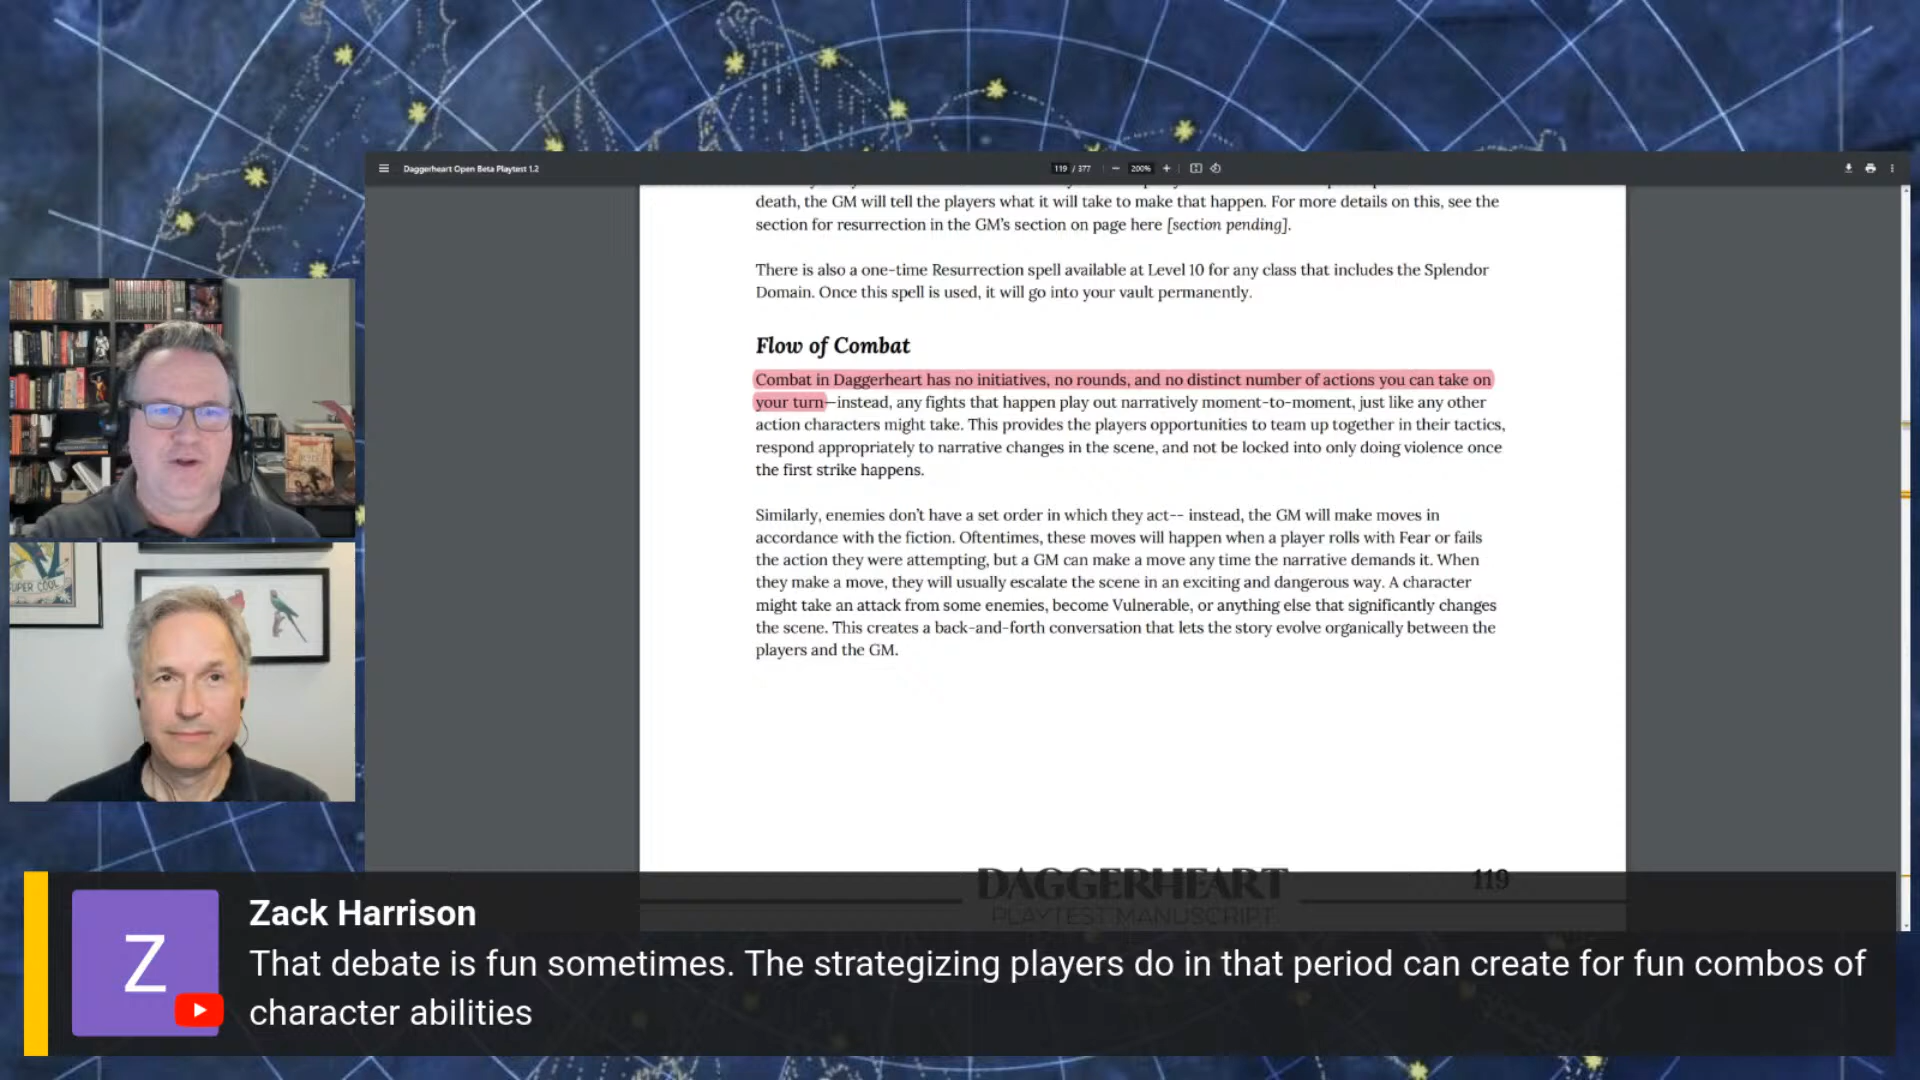 Daggerheart Open Beta Playtest 1.2
119 / 377
200%
death, the GM will tell the players what it will take to make that happen. For more details on this, see the
section for resurrection in the GM's section on page here [section pending].
There is also a one-time Resurrection spell available at Level 10 for any class that includes the Splendor
Domain. Once this spell is used, it will go into your vault permanently.
Flow of Combat
Combat in Daggerheart has no initiatives, no rounds, and no distinct number of actions you can take on
your turn—instead, any fights that happen play out narratively moment-to-moment, just like any other
action characters might take. This provides the players opportunities to team up together in their tactics,
respond appropriately to narrative changes in the scene, and not be locked into only doing violence once
the first strike happens.
Similarly, enemies don't have a set order in which they act-- instead, the GM will make moves in
accordance with the fiction. Oftentimes, these moves will happen when a player rolls with Fear or fails
the action they were attempting, but a GM can make a move any time the narrative demands it. When
they make a move, they will usually escalate the scene in an exciting and dangerous way. A character
might take an attack from some enemies, become Vulnerable, or anything else that significantly changes
the scene. This creates a back-and-forth conversation that lets the story evolve organically between the
players and the GM.
SUPER COOL
DAGGERHEART
PLAYTEST MANUSCRIPT
119
Z
Zack Harrison
That debate is fun sometimes. The strategizing players do in that period can create for fun combos of
character abilities